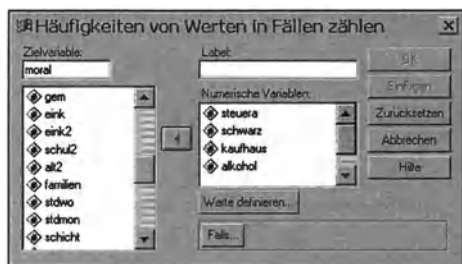 Häufigkeiten von Werten in Fällen zählen
Zielvariable:
moral
gem
eink
eink2
schul2
alt2
familien
stdwo
stdmon
schicht
Label:
Numerische Variablen:
steuera
schwarz
kaufhaus
alkohol
Werte definieren...
Falls...
OK
Einfügen
Zurücksetzen
Abbrechen
Hilfe